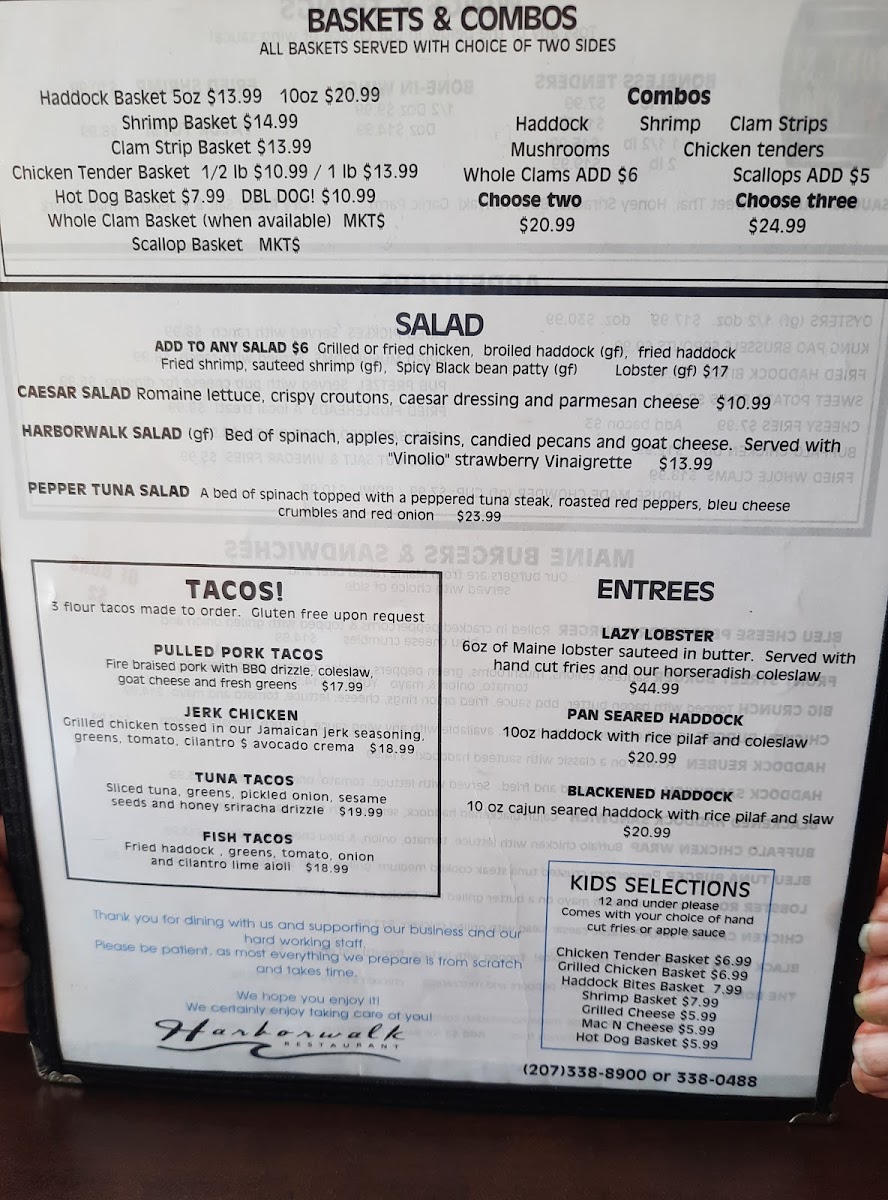 BASKETS & COMBOS
ALL BASKETS SERVED WITH CHOICE OF TWO SIDES
Haddock Basket 5oz $13.99 10oz $20.99
Shrimp Basket $14.99
Clam Strip Basket $13.99
Chicken Tender Basket 1/2 lb $10.99 / 1 lb $13.99
Hot Dog Basket $7.99 DBL DOG! $10.99
Whole Clam Basket (when available) MKT$
Scallop Basket MKT$
Combos
Haddock Shrimp Clam Strips
Mushrooms Chicken tenders
Whole Clams ADD $6 Scallops ADD $5
Choose two Choose three
$20.99 $24.99
SALAD
ADD TO ANY SALAD $6 Grilled or fried chicken, broiled haddock (gf), fried haddock
Fried shrimp, sauteed shrimp (gf), Spicy Black bean patty (gf) Lobster (gf) $17
CAESAR SALAD Romaine lettuce, crispy croutons, caesar dressing and parmesan cheese $10.99
HARBORWALK SALAD (gf) Bed of spinach, apples, craisins, candied pecans and goat cheese. Served with
"Vinolio" strawberry Vinaigrette $13.99
PEPPER TUNA SALAD A bed of spinach topped with a peppered tuna steak, roasted red peppers, bleu cheese
crumbles and red onion $23.99
TACOS!
3 flour tacos made to order. Gluten free upon request
PULLED PORK TACOS
Fire braised pork with BBQ drizzle, coleslaw,
goat cheese and fresh greens $17.99
JERK CHICKEN
Grilled chicken tossed in our Jamaican jerk seasoning,
greens, tomato, cilantro $ avocado crema $18.99
TUNA TACOS
Sliced tuna, greens, pickled onion, sesame
seeds and honey sriracha drizzle $19.99
FISH TACOS
Fried haddock , greens, tomato, onion
and cilantro lime aioli $18.99
ENTREES
LAZY LOBSTER
6oz of Maine lobster sauteed in butter. Served with
hand cut fries and our horseradish coleslaw
$44.99
PAN SEARED HADDOCK
10oz haddock with rice pilaf and coleslaw
$20.99
BLACKENED HADDOCK
10 oz cajun seared haddock with rice pilaf and slaw
$20.99
KIDS SELECTIONS
12 and under please
Comes with your choice of hand
cut fries or apple sauce
Chicken Tender Basket $6.99
Grilled Chicken Basket $6.99
Haddock Bites Basket 7.99
Shrimp Basket $7.99
Grilled Cheese $5.99
Mac N Cheese $5.99
Hot Dog Basket $5.99
Thank you for dining with us and supporting our business and our
hard working staff.
Please be patient, as most everything we prepare is from scratch
and takes time.
We hope you enjoy it!
We certainly enjoy taking care of you!
Harborwalk
RESTAURANT
(207)338-8900 or 338-0488